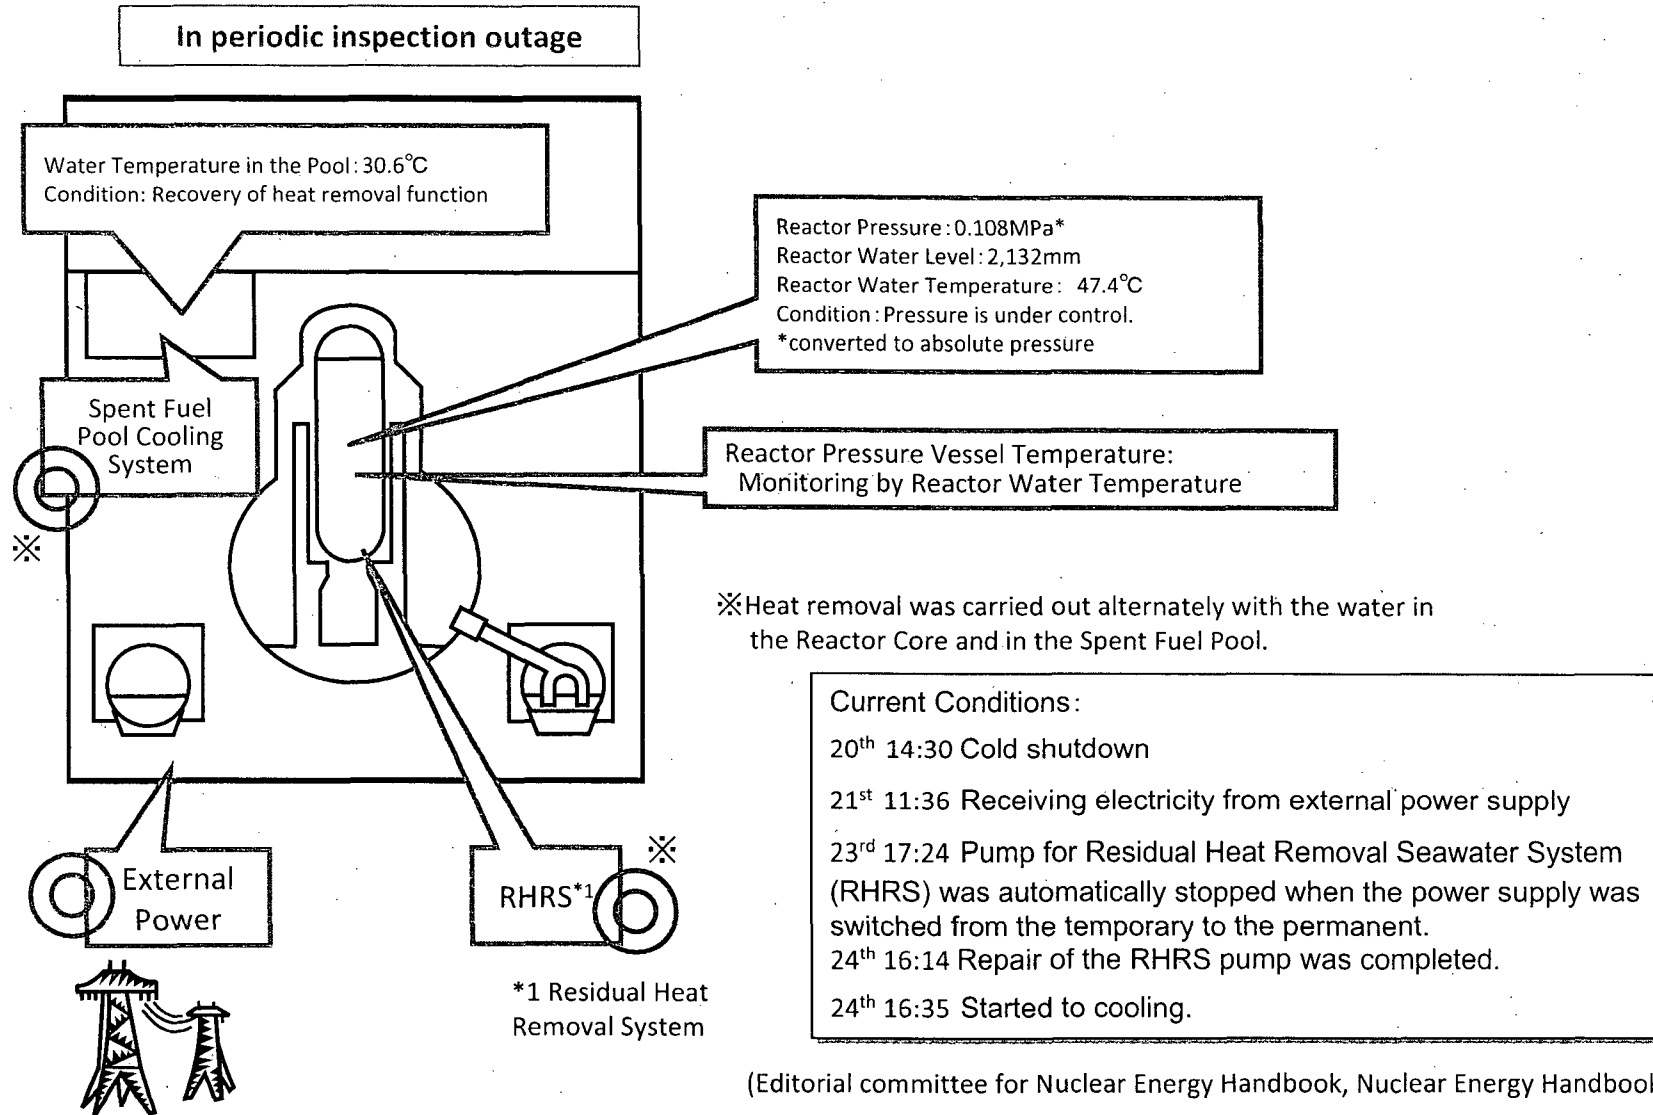 In periodic inspection outage
Water Temperature in the Pool: 30.6℃
Condition: Recovery of heat removal function
Reactor Pressure: 0.108MPa*
Reactor Water Level: 2,132mm
Reactor Water Temperature: 47.4℃
Condition: Pressure is under control.
*converted to absolute pressure
Spent Fuel
Pool Cooling
System
※
Reactor Pressure Vessel Temperature:
Monitoring by Reactor Water Temperature
※Heat removal was carried out alternately with the water in
the Reactor Core and in the Spent Fuel Pool.
Current Conditions:
20th 14:30 Cold shutdown
21st 11:36 Receiving electricity from external power supply
23rd 17:24 Pump for Residual Heat Removal Seawater System
(RHRS) was automatically stopped when the power supply was
switched from the temporary to the permanent.
24th 16:14 Repair of the RHRS pump was completed.
24th 16:35 Started to cooling.
External
Power
※
RHRS*1
*1 Residual Heat
Removal System
(Editorial committee for Nuclear Energy Handbook, Nuclear Energy Handbook